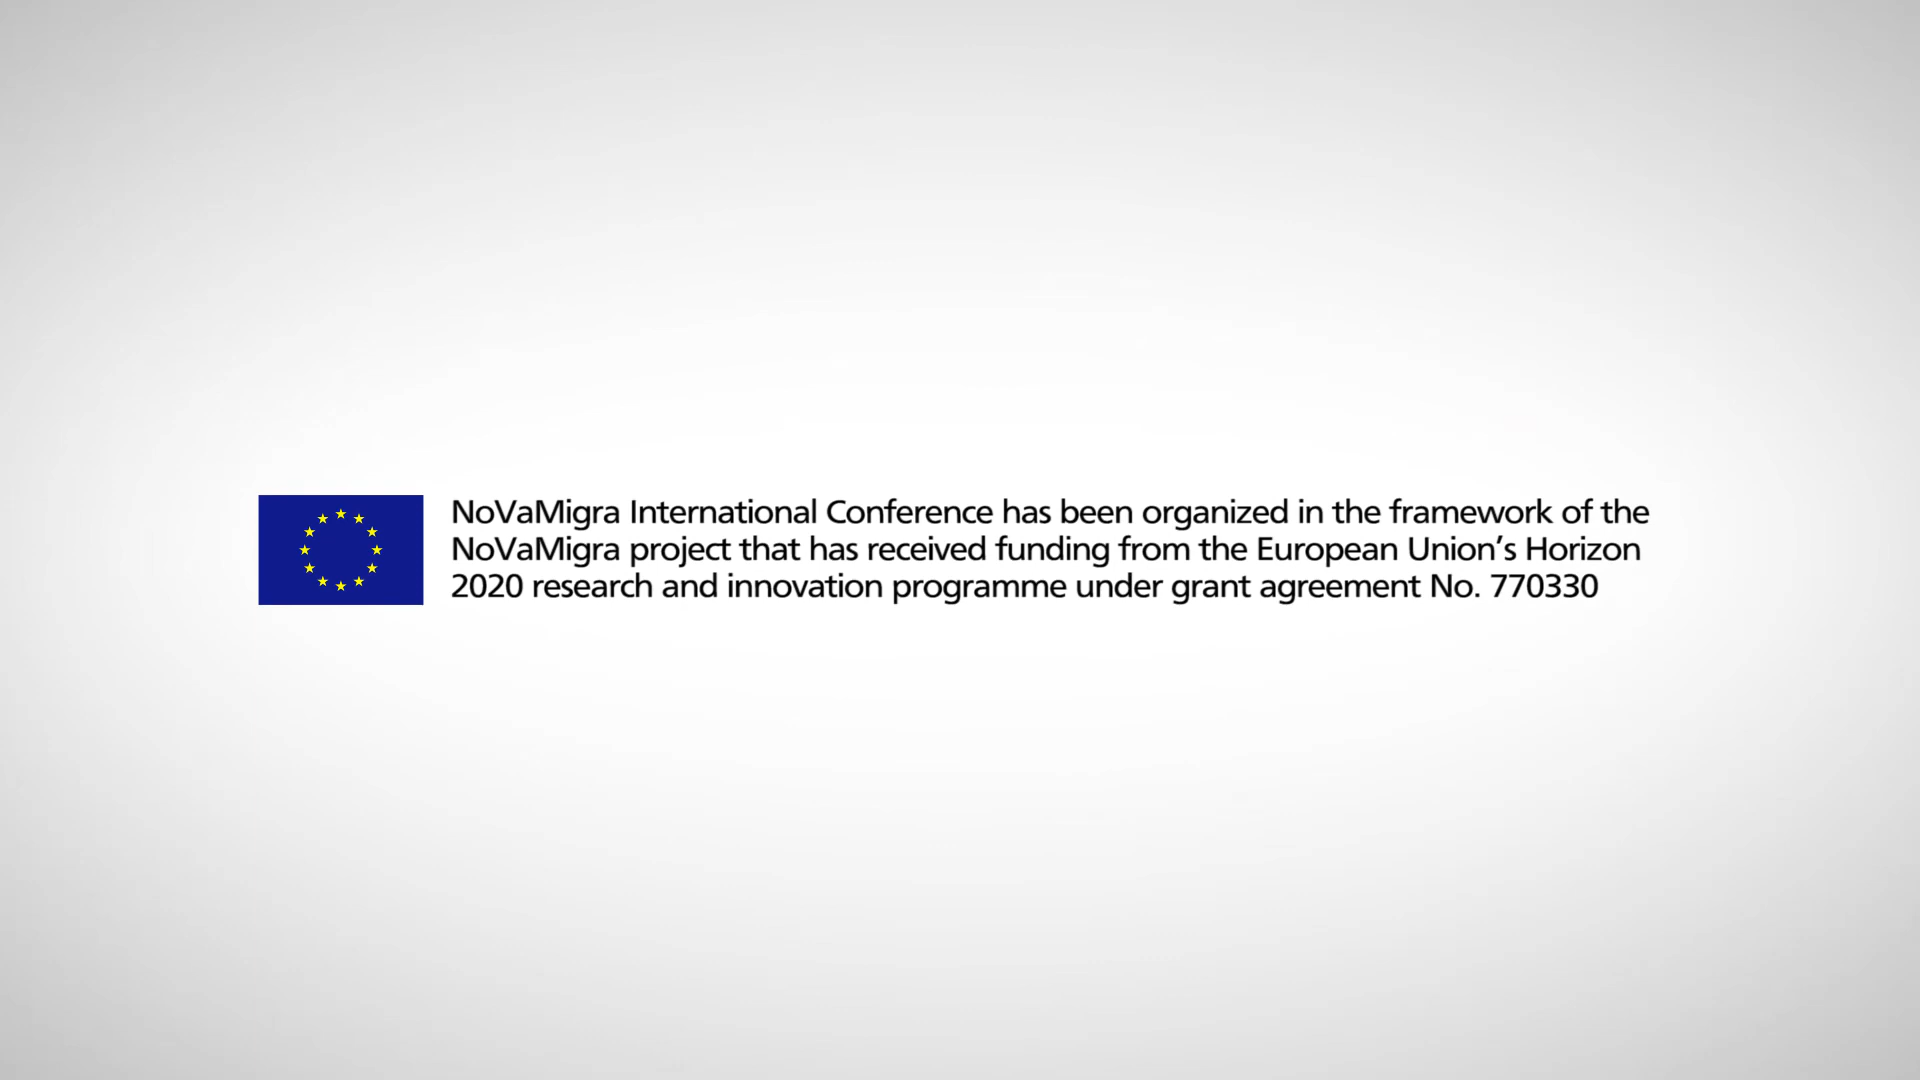 NoVaMigra International Conference has been organized in the framework of the
NoVaMigra project that has received funding from the European Union’s Horizon
2020 research and innovation programme under grant agreement No. 770330